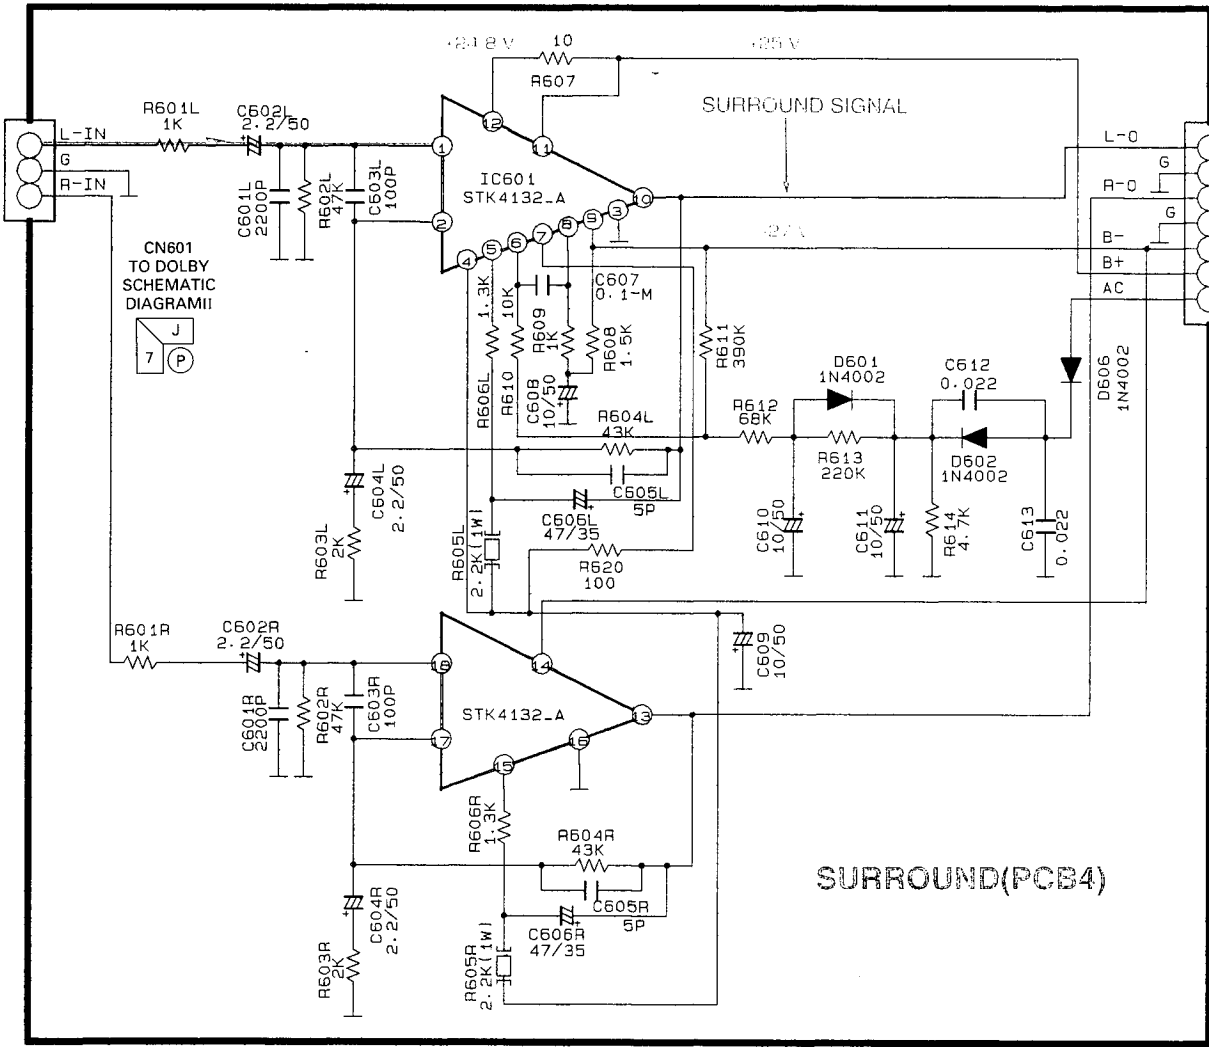 +24.8 V
10
+25 V
R607
SURROUND SIGNAL
R601L
1K
C602L
2.2/50
+
L-IN
G
R-IN
12
11
1
2
IC601
STK4132_A
10
3
9
8
7
6
5
4
C601L
2200P
R602L
47K
C603L
100P
L-O
G
R-O
G
B-
B+
AC
CN601
TO DOLBY
SCHEMATIC
DIAGRAMII
J
7
P
C607
0.1-M
1.3K
R606L
10K
R610
R609
1K
C608
10/50
R608
1.5K
R611
390K
D601
1N4002
C612
0.022
D606
1N4002
R604L
43K
R612
68K
R613
220K
D602
1N4002
C604L
2.2/50
R603L
2K
C605L
5P
C606L
47/35
R605L
2.2K(1W)
R620
100
C610
10/50
C611
10/50
R614
4.7K
C613
0.022
R601R
1K
C602R
2.2/50
C609
10/50
18
14
17
STK4132_A
13
16
15
C601R
2200P
R602R
47K
C603R
100P
R606R
1.3K
R604R
43K
C605R
5P
C606R
47/35
C604R
2.2/50
R603R
2K
R605R
2.2K(1W)
SURROUND(PCB4)